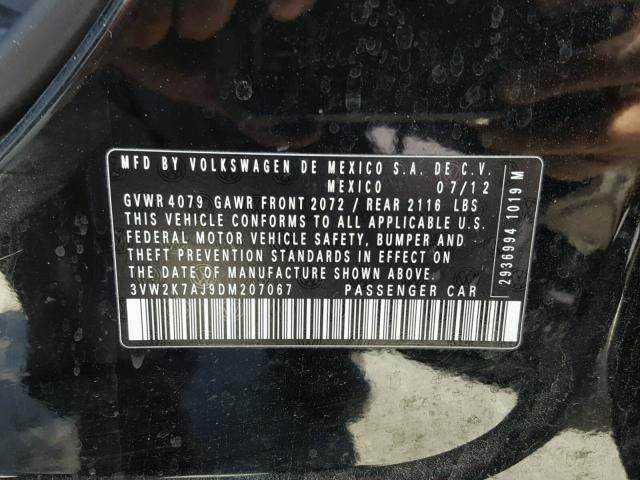 MFD BY VOLKSWAGEN DE MEXICO S.A. DE C.V.
MEXICO 07/12
GVWR 4079 GAWR FRONT 2072 / REAR 2116 LBS
THIS VEHICLE CONFORMS TO ALL APPLICABLE U.S.
FEDERAL MOTOR VEHICLE SAFETY, BUMPER AND
THEFT PREVENTION STANDARDS IN EFFECT ON
THE DATE OF MANUFACTURE SHOWN ABOVE.
3VW2K7AJ9DM207067 PASSENGER CAR
2936994 1019 M